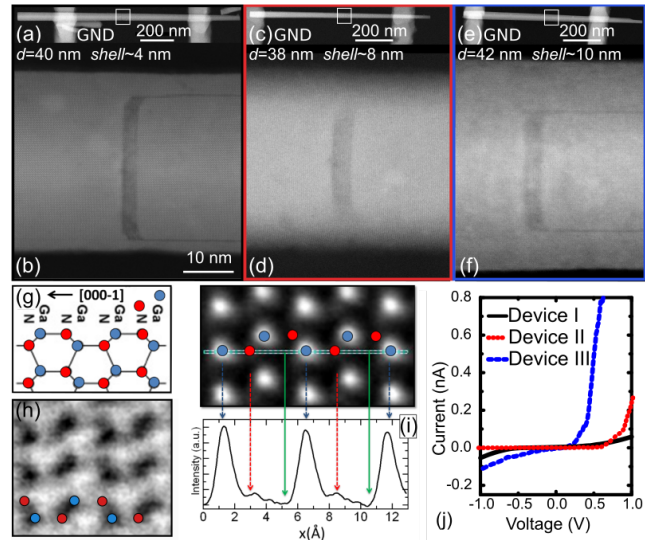 (a) GND 200 nm
d=40 nm shell~4 nm
(c) GND 200 nm
d=38 nm shell~8 nm
(e) GND 200 nm
d=42 nm shell~10 nm
(b) 10 nm
(d)
(f)
(g) [000-1]
Ga Ga Ga Ga
N N N N
(h)
(i)
Intensity (a.u.)
0 2 4 6 8 10 12
x(Å)
Device I
Device II
Device III
Current (nA)
0.8
0.6
0.4
0.2
0.0
-0.2
-1.0 -0.5 0.0 0.5 1.0
Voltage (V)
(j)